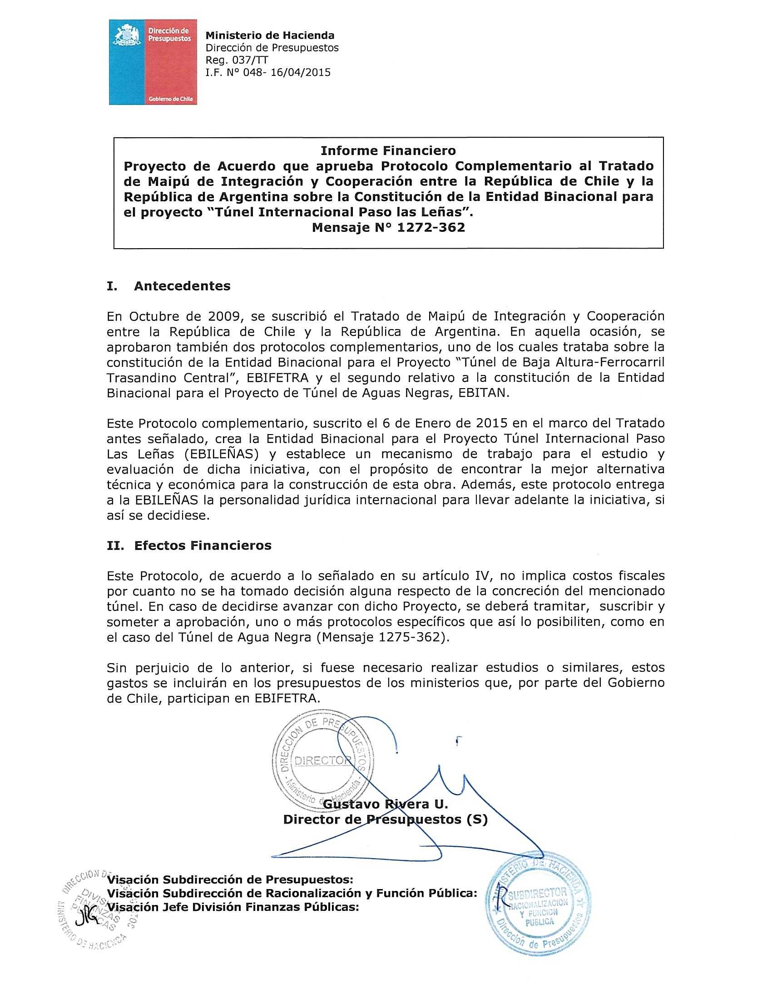 Dirección de
Presupuestos
Gobierno de Chile
Ministerio de Hacienda
Dirección de Presupuestos
Reg. 037/TT
I.F. N° 048- 16/04/2015
Informe Financiero
Proyecto de Acuerdo que aprueba Protocolo Complementario al Tratado
de Maipú de Integración y Cooperación entre la República de Chile y la
República de Argentina sobre la Constitución de la Entidad Binacional para
el proyecto “Túnel Internacional Paso las Leñas”.
Mensaje N° 1272-362
I. Antecedentes
En Octubre de 2009, se suscribió el Tratado de Maipú de Integración y Cooperación
entre la República de Chile y la República de Argentina. En aquella ocasión, se
aprobaron también dos protocolos complementarios, uno de los cuales trataba sobre la
constitución de la Entidad Binacional para el Proyecto “Túnel de Baja Altura-Ferrocarril
Trasandino Central”, EBIFETRA y el segundo relativo a la constitución de la Entidad
Binacional para el Proyecto de Túnel de Aguas Negras, EBITAN.
Este Protocolo complementario, suscrito el 6 de Enero de 2015 en el marco del Tratado
antes señalado, crea la Entidad Binacional para el Proyecto Túnel Internacional Paso
Las Leñas (EBILEÑAS) y establece un mecanismo de trabajo para el estudio y
evaluación de dicha iniciativa, con el propósito de encontrar la mejor alternativa
técnica y económica para la construcción de esta obra. Además, este protocolo entrega
a la EBILEÑAS la personalidad jurídica internacional para llevar adelante la iniciativa, si
así se decidiese.
II. Efectos Financieros
Este Protocolo, de acuerdo a lo señalado en su artículo IV, no implica costos fiscales
por cuanto no se ha tomado decisión alguna respecto de la concreción del mencionado
túnel. En caso de decidirse avanzar con dicho Proyecto, se deberá tramitar, suscribir y
someter a aprobación, uno o más protocolos específicos que así lo posibiliten, como en
el caso del Túnel de Agua Negra (Mensaje 1275-362).
Sin perjuicio de lo anterior, si fuese necesario realizar estudios o similares, estos
gastos se incluirán en los presupuestos de los ministerios que, por parte del Gobierno
de Chile, participan en EBIFETRA.
DIRECCION DE PRESUPUESTOS
DIRECTOR
- Ministerio de Hacienda -
Gustavo Rivera U.
Director de Presupuestos (S)
Visación Subdirección de Presupuestos:
Visación Subdirección de Racionalización y Función Pública:
Visación Jefe División Finanzas Públicas:
DIRECCION DE
DIVISION
FINANZAS
MINISTERIO DE HACIENDA
MINISTERIO DE HACIENDA
SUBDIRECTOR
RACIONALIZACION
Y FUNCION
PUBLICA
Dirección de Presupuestos